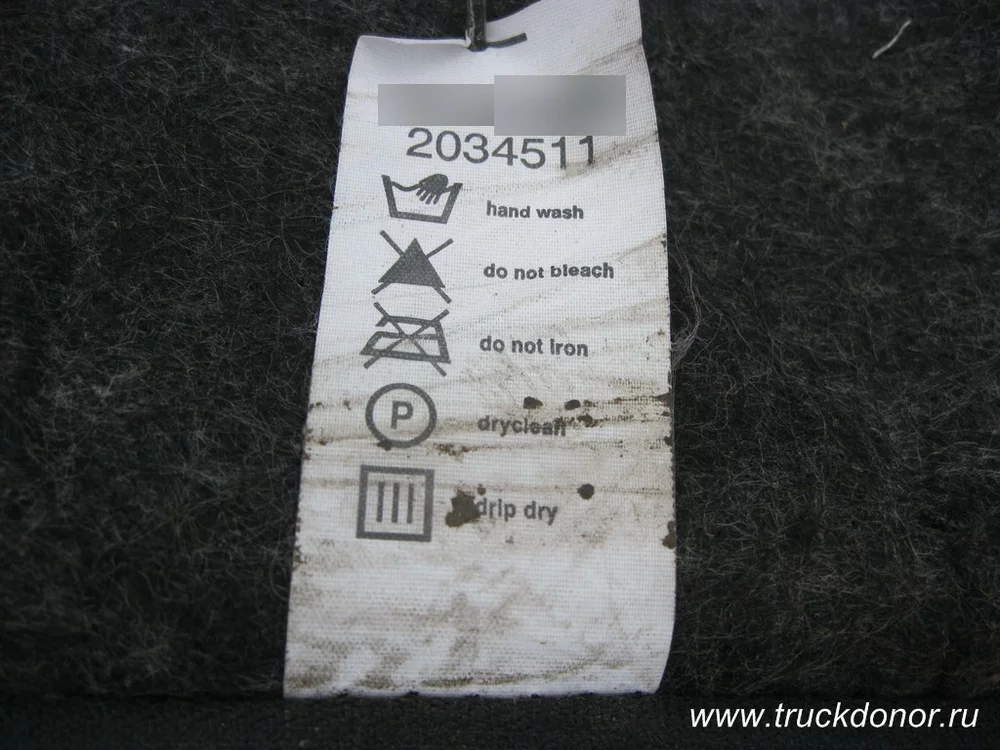 2034511
hand wash
do not bleach
do not iron
P
dryclean
drip dry
www.truckdonor.ru